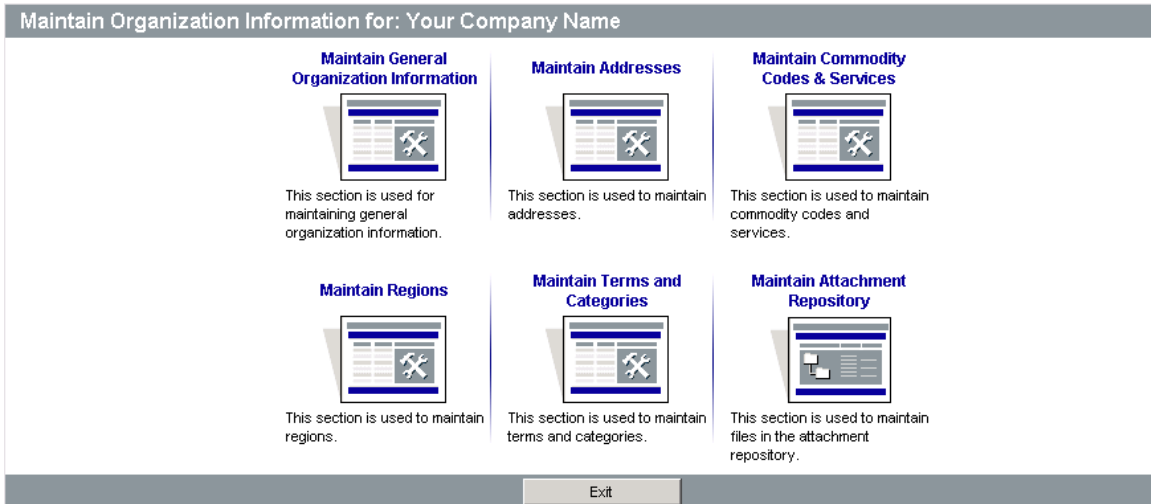 Maintain Organization Information for: Your Company Name
Maintain General
Organization Information
This section is used for
maintaining general
organization information.
Maintain Addresses
This section is used to maintain
addresses.
Maintain Commodity
Codes & Services
This section is used to maintain
commodity codes and
services.
Maintain Regions
This section is used to maintain
regions.
Maintain Terms and
Categories
This section is used to maintain
terms and categories.
Maintain Attachment
Repository
This section is used to maintain
files in the attachment
repository.
Exit